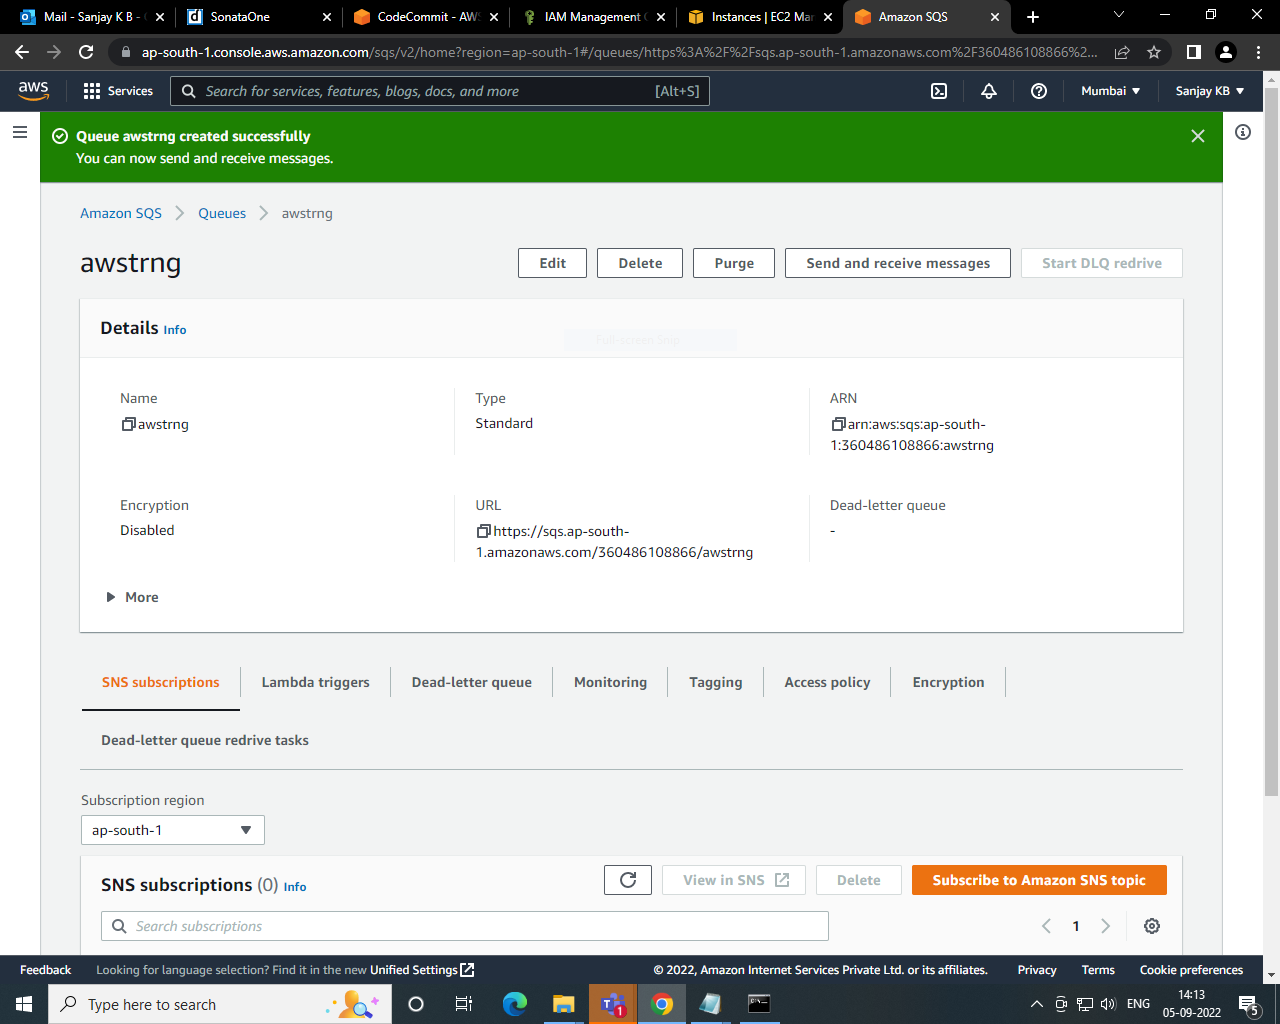 Mail - Sanjay K B -
SonataOne
CodeCommit - AWS
IAM Management C
Instances | EC2 Mar
Amazon SQS
ap-south-1.console.aws.amazon.com/sqs/v2/home?region=ap-south-1#/queues/https%3A%2F%2Fsqs.ap-south-1.amazonaws.com%2F360486108866%2...
aws
Services
Search for services, features, blogs, docs, and more
[Alt+S]
Mumbai
Sanjay KB
Queue awstrng created successfully
You can now send and receive messages.
Amazon SQS
Queues
awstrng
awstrng
Edit
Delete
Purge
Send and receive messages
Start DLQ redrive
Details Info
Full-screen Snip
Name
awstrng
Type
Standard
ARN
arn:aws:sqs:ap-south-
1:360486108866:awstrng
Encryption
Disabled
URL
https://sqs.ap-south-
1.amazonaws.com/360486108866/awstrng
Dead-letter queue
-
More
SNS subscriptions
Lambda triggers
Dead-letter queue
Monitoring
Tagging
Access policy
Encryption
Dead-letter queue redrive tasks
Subscription region
ap-south-1
SNS subscriptions (0) Info
View in SNS
Delete
Subscribe to Amazon SNS topic
Search subscriptions
1
Feedback
Looking for language selection? Find it in the new Unified Settings
© 2022, Amazon Internet Services Private Ltd. or its affiliates.
Privacy
Terms
Cookie preferences
Type here to search
1
ENG
14:13
05-09-2022
5